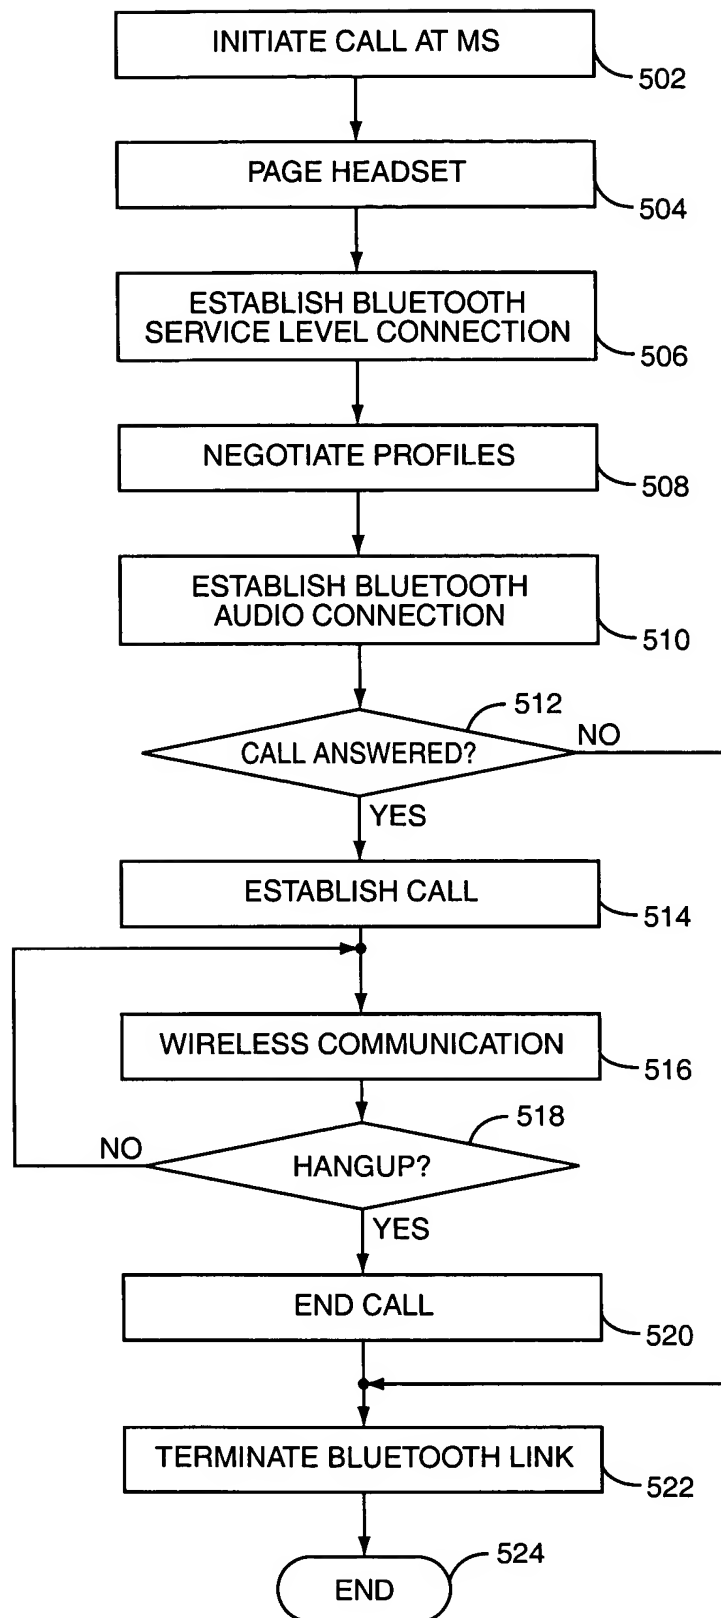 INITIATE CALL AT MS
502
PAGE HEADSET
504
ESTABLISH BLUETOOTH
SERVICE LEVEL CONNECTION
506
NEGOTIATE PROFILES
508
ESTABLISH BLUETOOTH
AUDIO CONNECTION
510
512
CALL ANSWERED?
NO
YES
ESTABLISH CALL
514
WIRELESS COMMUNICATION
516
518
NO
HANGUP?
YES
END CALL
520
TERMINATE BLUETOOTH LINK
522
524
END